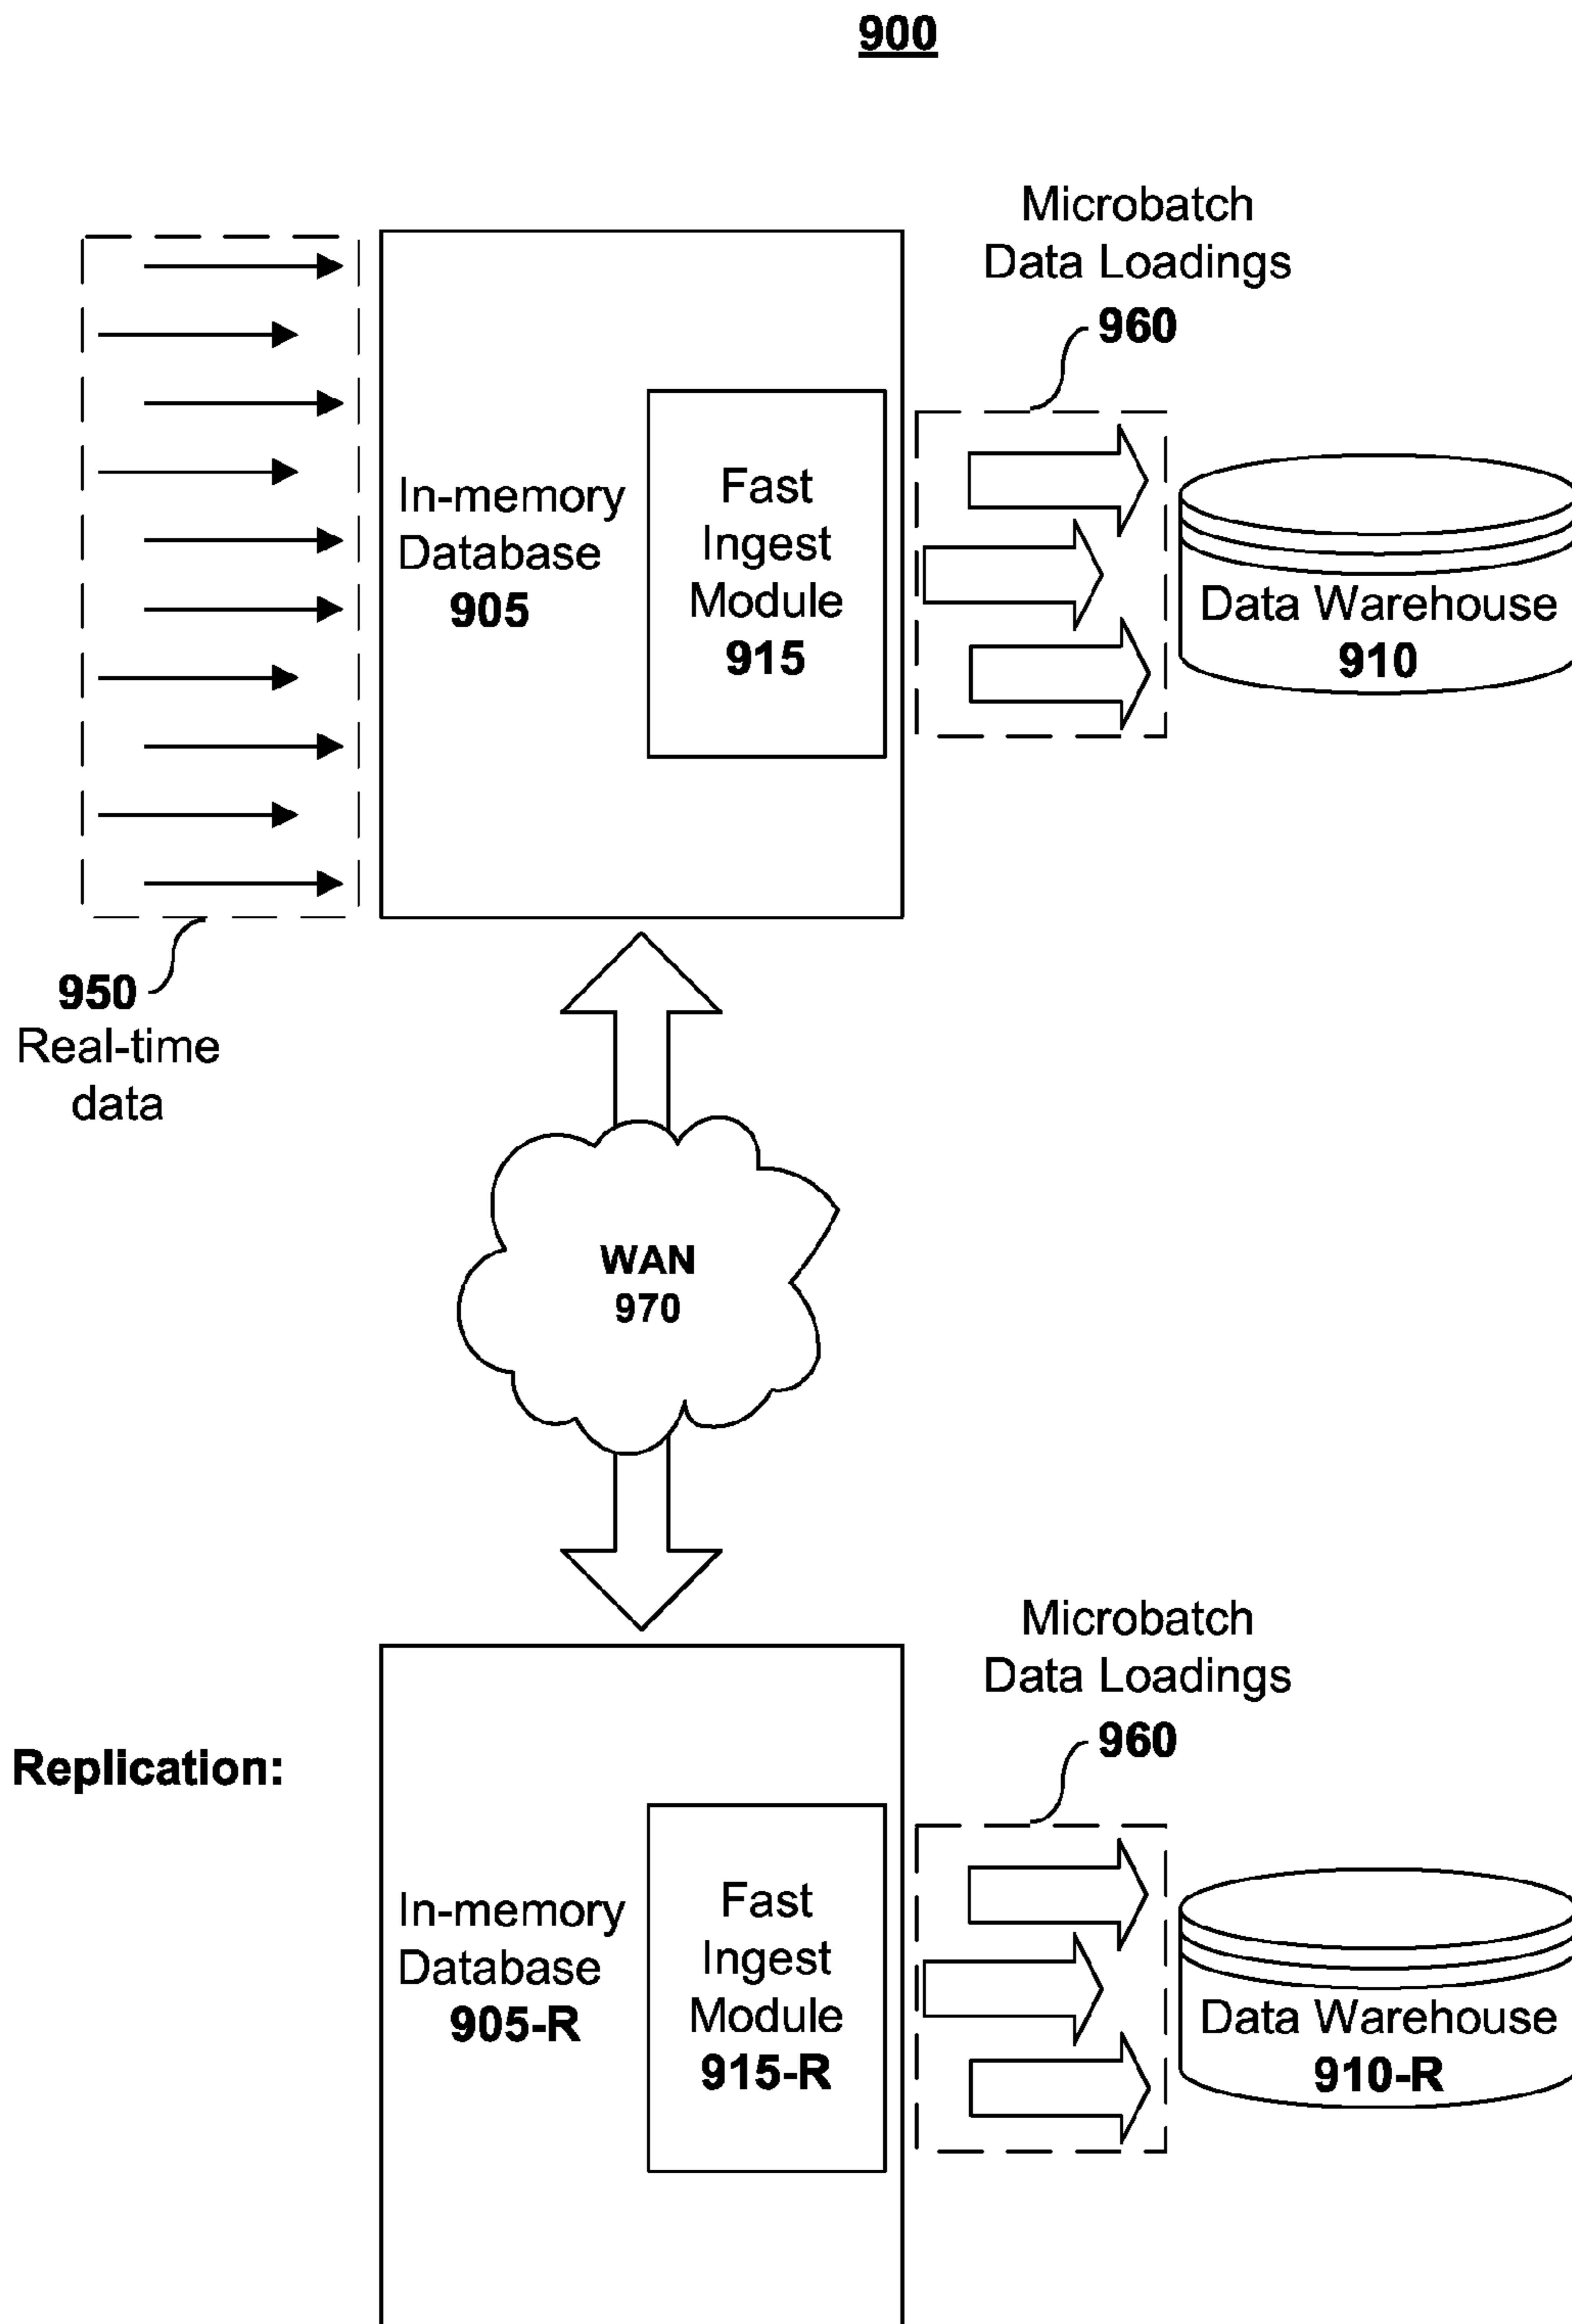 900
Microbatch
Data Loadings
960
In-memory
Database
905
Fast
Ingest
Module
915
Data Warehouse
910
950
Real-time
data
WAN
970
Replication:
Microbatch
Data Loadings
960
In-memory
Database
905-R
Fast
Ingest
Module
915-R
Data Warehouse
910-R